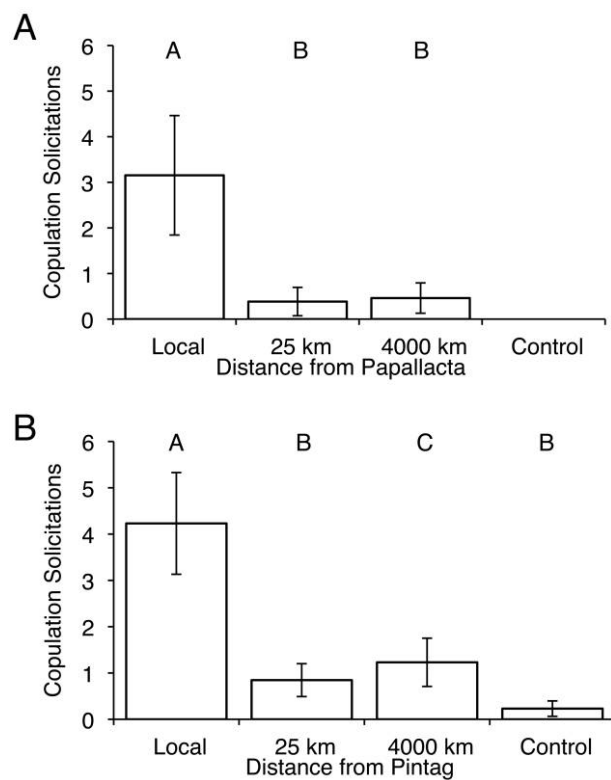 A
Copulation Solicitations
6
5
4
3
2
1
0
A B B
Local 25 km 4000 km Control
Distance from Papallacta
B
Copulation Solicitations
6
5
4
3
2
1
0
A B C B
Local 25 km 4000 km Control
Distance from Pintag